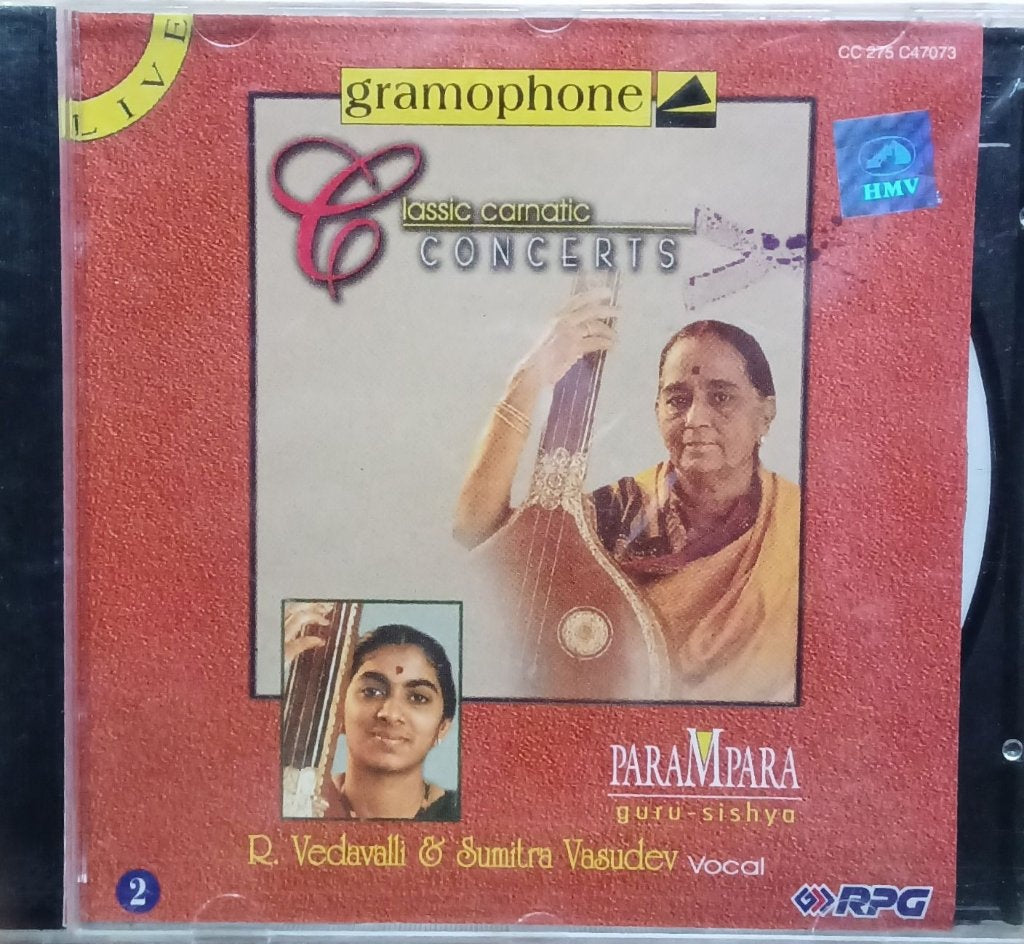 LIVE
CC 275 C47073
gramophone
HMV
Classic carnatic
CONCERTS
PARAMPARA
guru-sishya
R. Vedavalli & Sumitra Vasudev Vocal
2
RPG